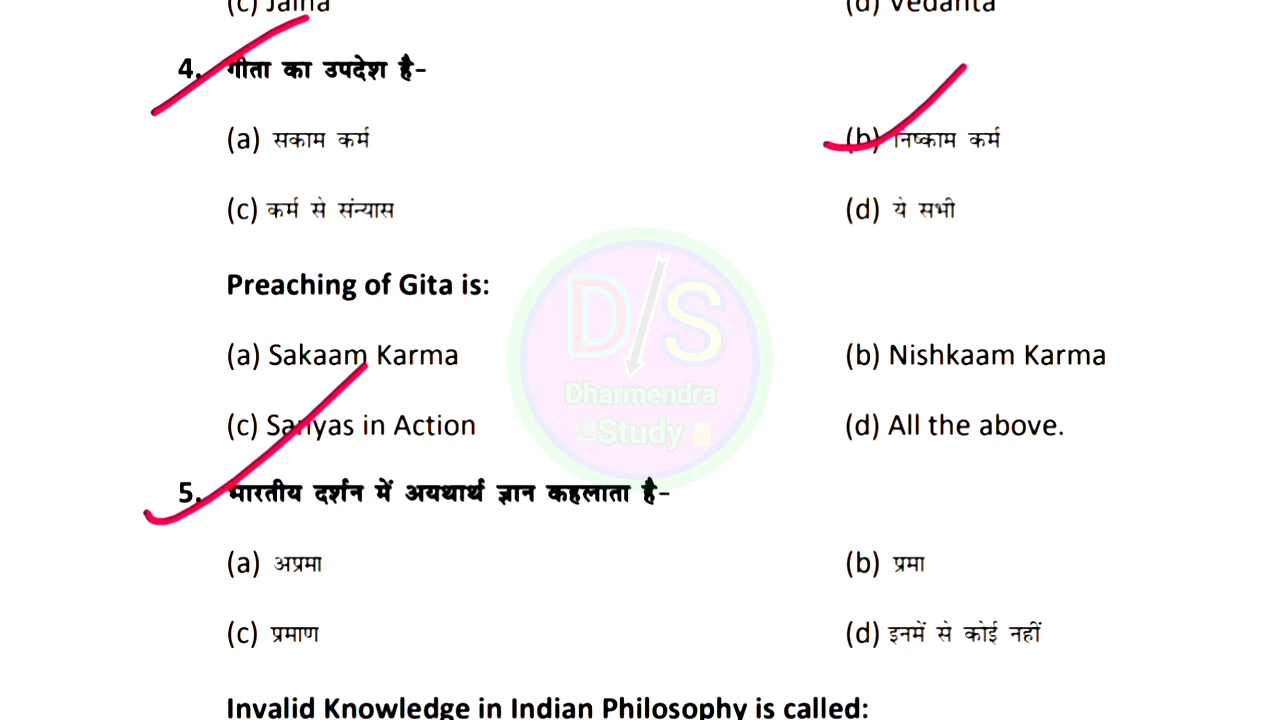 (c) Jaina (d) Vedanta
4. गीता का उपदेश है-
(a) सकाम कर्म (b) निष्काम कर्म
(c) कर्म से संन्यास (d) ये सभी
Preaching of Gita is:
(a) Sakaam Karma (b) Nishkaam Karma
(c) Sanyas in Action (d) All the above.
D/S
Dharmendra
Study
5. भारतीय दर्शन में अयथार्थ ज्ञान कहलाता है-
(a) अप्रमा (b) प्रमा
(c) प्रमाण (d) इनमें से कोई नहीं
Invalid Knowledge in Indian Philosophy is called: